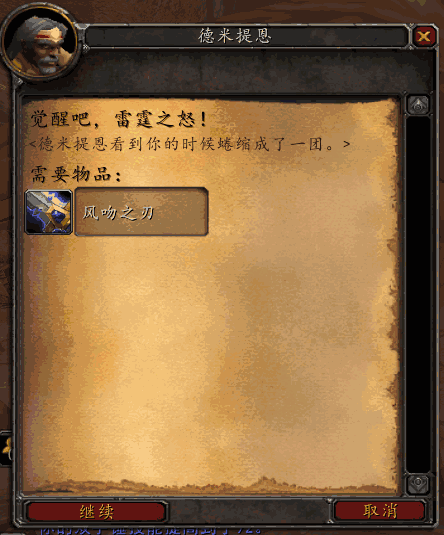 德米提恩
觉醒吧，雷霆之怒！
<德米提恩看到你的时候蜷缩成了一团。>
需要物品：
风吻之刃
继续
取消